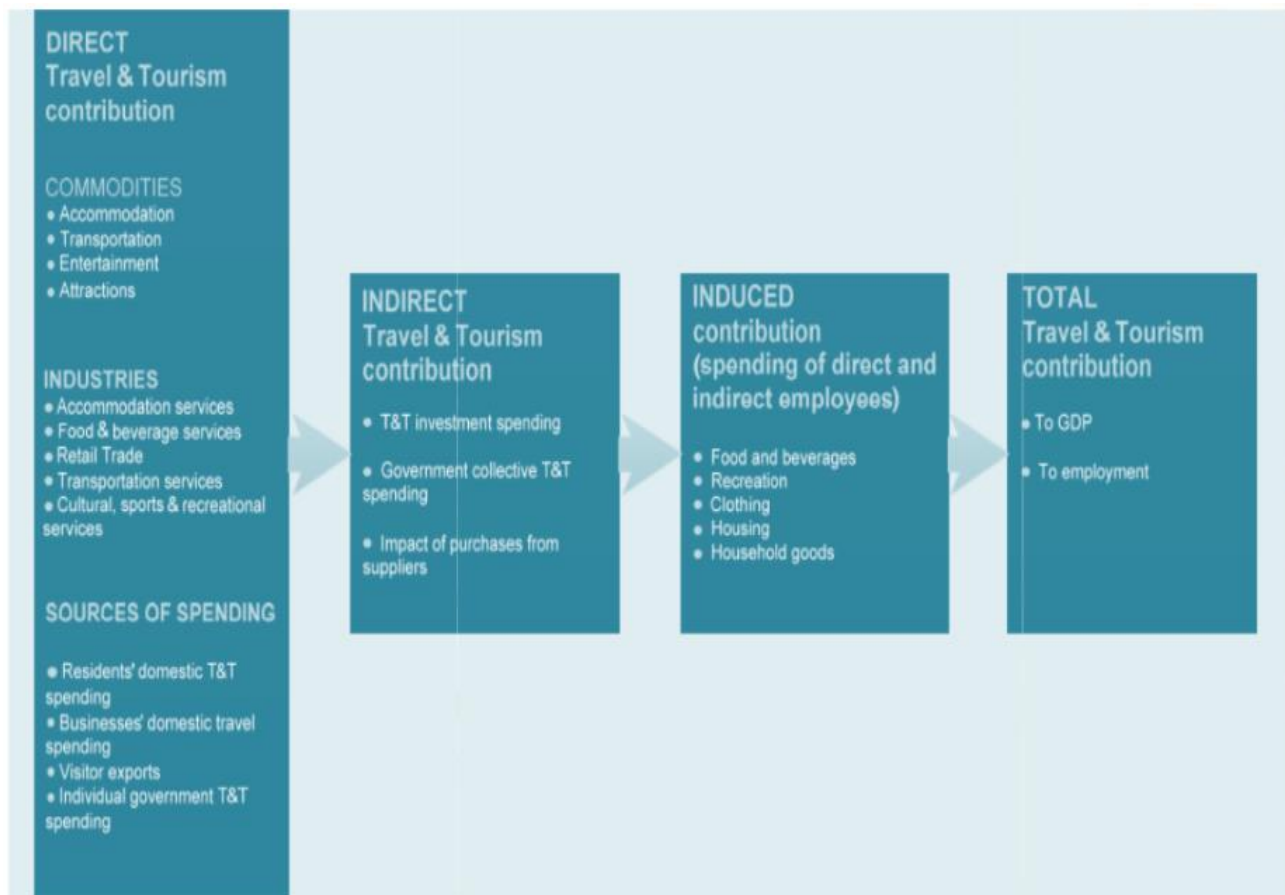 DIRECT
Travel & Tourism
contribution
COMMODITIES
● Accommodation
● Transportation
● Entertainment
● Attractions
INDUSTRIES
● Accommodation services
● Food & beverage services
● Retail Trade
● Transportation services
● Cultural, sports & recreational
services
SOURCES OF SPENDING
● Residents' domestic T&T
spending
● Businesses' domestic travel
spending
● Visitor exports
● Individual government T&T
spending
INDIRECT
Travel & Tourism
contribution
● T&T investment spending
● Government collective T&T
spending
● Impact of purchases from
suppliers
INDUCED
contribution
(spending of direct and
indirect employees)
● Food and beverages
● Recreation
● Clothing
● Housing
● Household goods
TOTAL
Travel & Tourism
contribution
● To GDP
● To employment